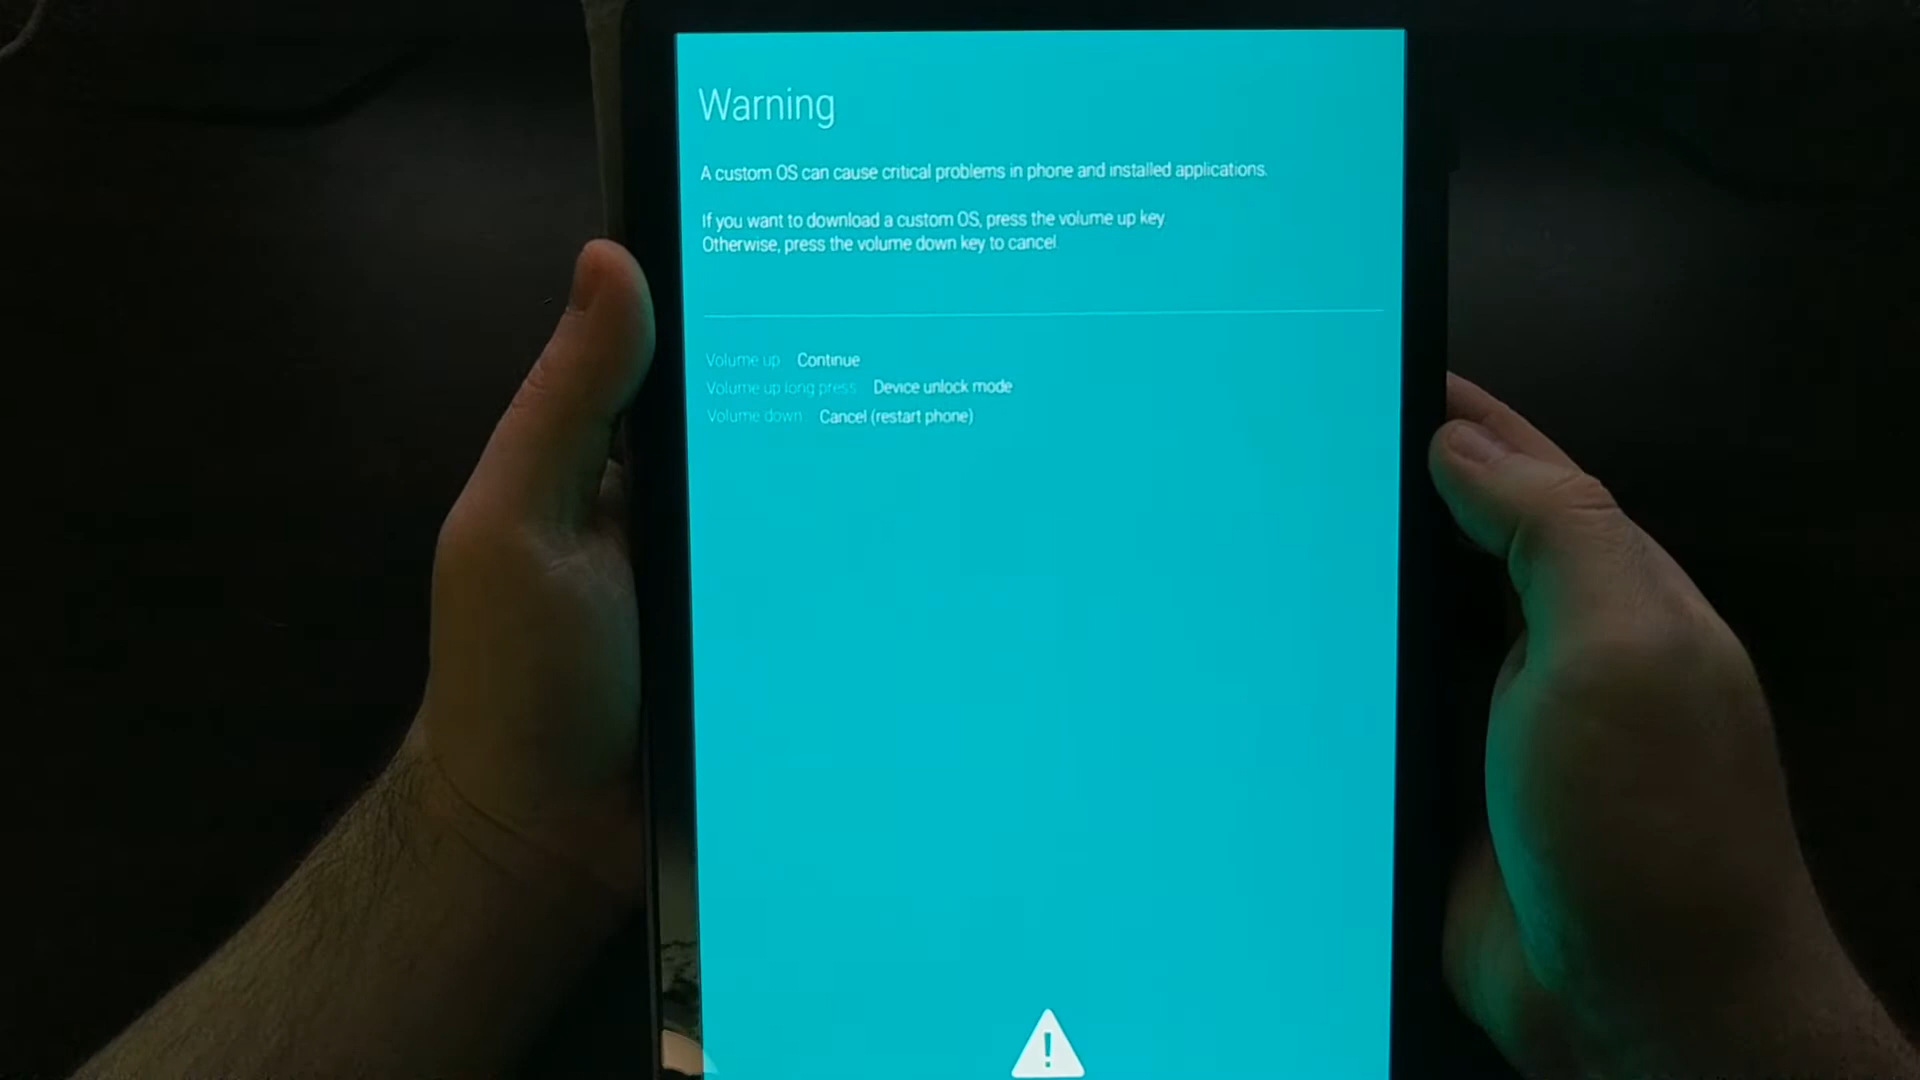 Warning
A custom OS can cause critical problems in phone and installed applications.
If you want to download a custom OS, press the volume up key
Otherwise, press the volume down key to cancel
Volume up Continue
Volume up long press Device unlock mode
Volume down Cancel (restart phone)
!